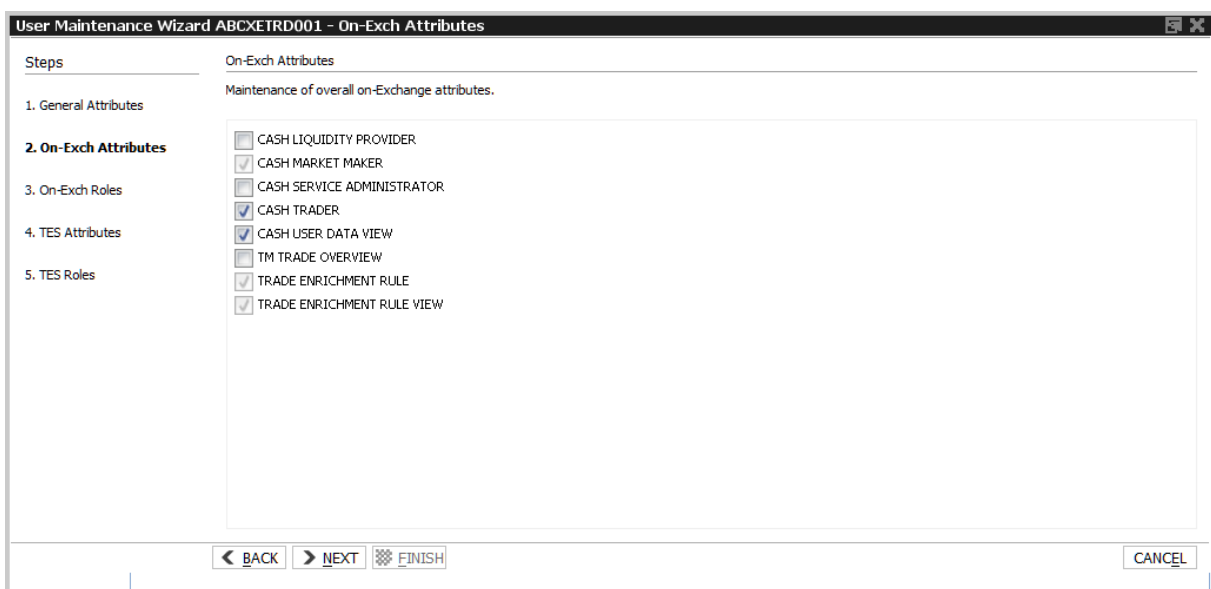 User Maintenance Wizard ABCXETRD001 - On-Exch Attributes
Steps
1. General Attributes
2. On-Exch Attributes
3. On-Exch Roles
4. TES Attributes
5. TES Roles
On-Exch Attributes
Maintenance of overall on-Exchange attributes.
CASH LIQUIDITY PROVIDER
CASH MARKET MAKER
CASH SERVICE ADMINISTRATOR
CASH TRADER
CASH USER DATA VIEW
TM TRADE OVERVIEW
TRADE ENRICHMENT RULE
TRADE ENRICHMENT RULE VIEW
BACK NEXT FINISH CANCEL